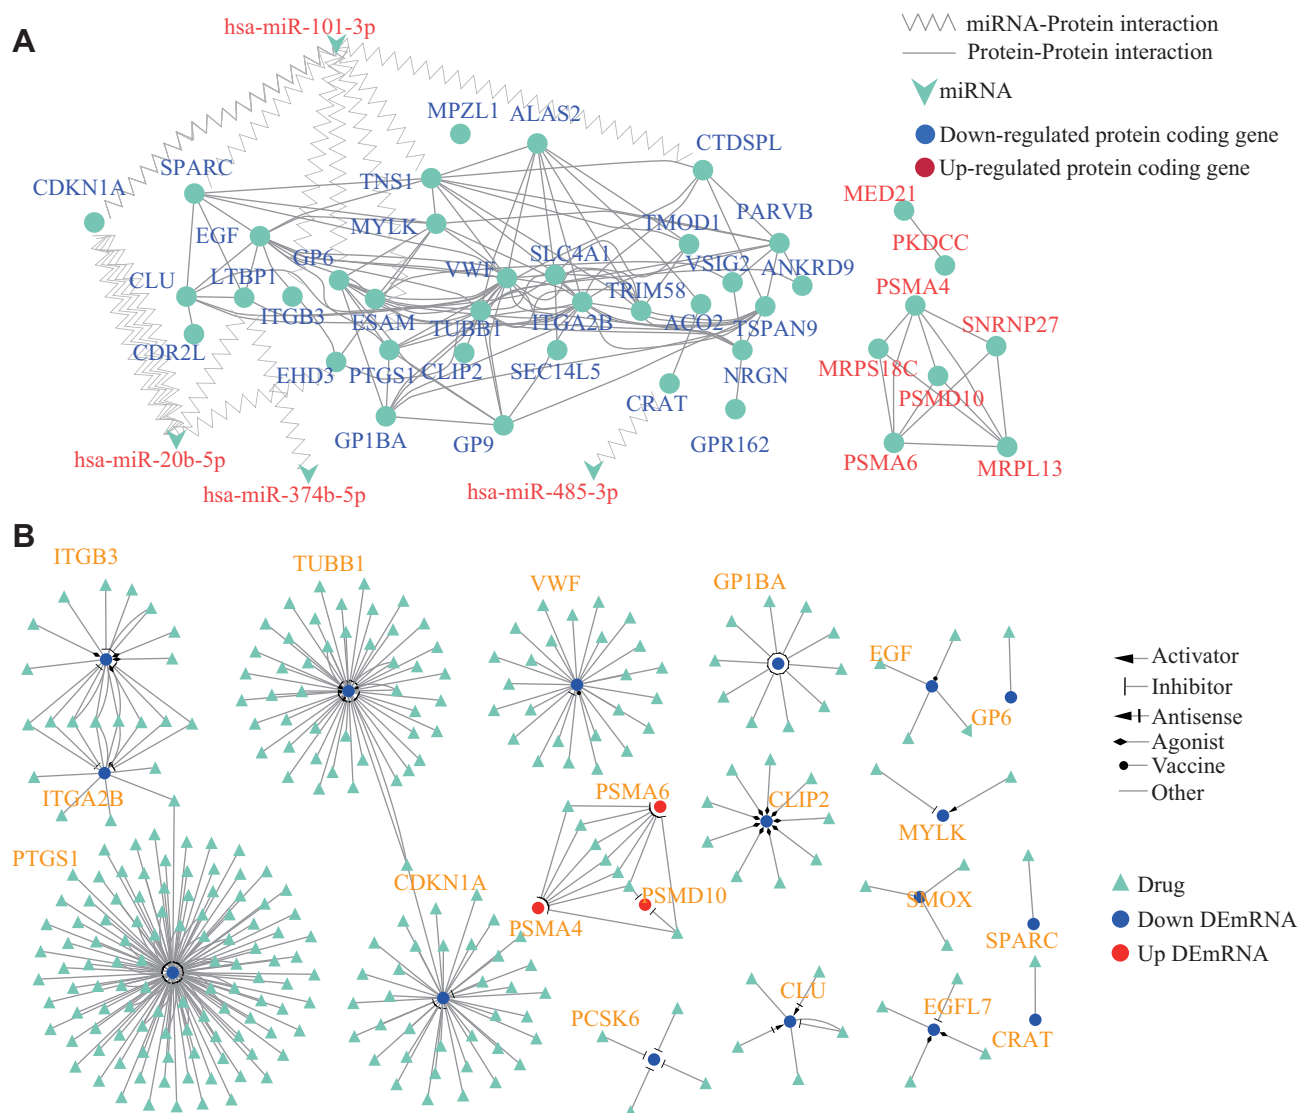 A
hsa-miR-101-3p
miRNA-Protein interaction
Protein-Protein interaction
miRNA
Down-regulated protein coding gene
Up-regulated protein coding gene
MPZL1
ALAS2
CTDSPL
SPARC
CDKN1A
TNS1
MED21
PARVB
EGF
MYLK
TMOD1
PKDCC
GP6
SLC4A1
VWF
VSIG2
ANKRD9
CLU
LTBP1
TRIM58
PSMA4
ITGB3
ESAM
TUBB1
ITGA2B
ACO2
TSPAN9
SNRNP27
CDR2L
EHD3
PTGS1
CLIP2
SEC14L5
NRGN
MRPS18C
PSMD10
CRAT
GP1BA
GP9
GPR162
PSMA6
MRPL13
hsa-miR-20b-5p
hsa-miR-374b-5p
hsa-miR-485-3p
B
ITGB3
TUBB1
VWF
GP1BA
EGF
GP6
Activator
Inhibitor
Antisense
Agonist
Vaccine
Other
ITGA2B
PSMA6
CLIP2
MYLK
PTGS1
CDKN1A
PSMD10
PSMA4
SMOX
SPARC
Drug
Down DEmRNA
Up DEmRNA
PCSK6
CLU
EGFL7
CRAT